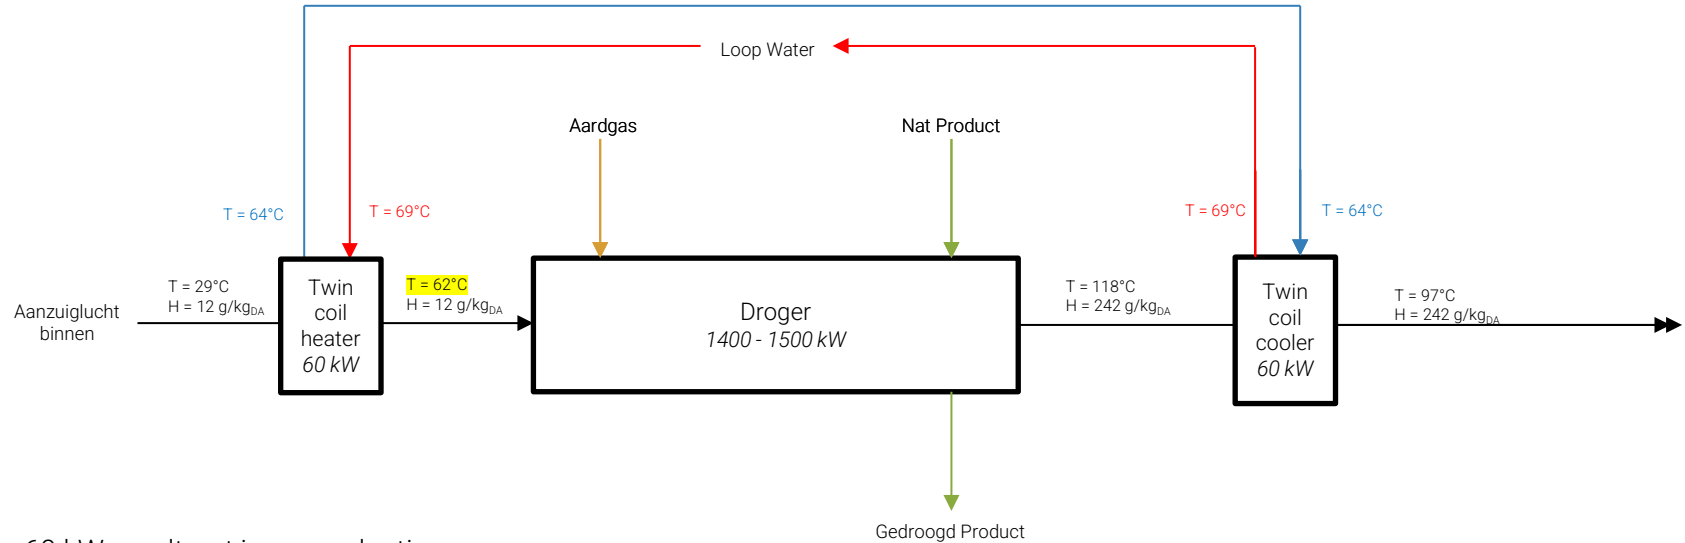 Loop Water
Aardgas
Nat Product
T = 64°C
T = 69°C
T = 69°C
T = 64°C
Aanzuiglucht
binnen
T = 29°C
H = 12 g/kgDA
Twin
coil
heater
60 kW
T = 62°C
H = 12 g/kgDA
Droger
1400 - 1500 kW
T = 118°C
H = 242 g/kgDA
Twin
coil
cooler
60 kW
T = 97°C
H = 242 g/kgDA
Gedroogd Product